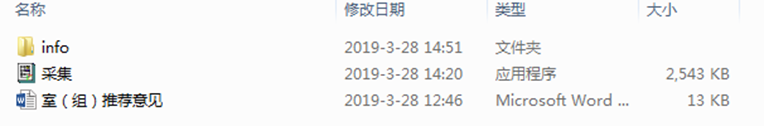 名称 修改日期 类型 大小
info 2019-3-28 14:51 文件夹
采集 2019-3-28 14:20 应用程序 2,543 KB
室（组）推荐意见 2019-3-28 12:46 Microsoft Word ... 13 KB